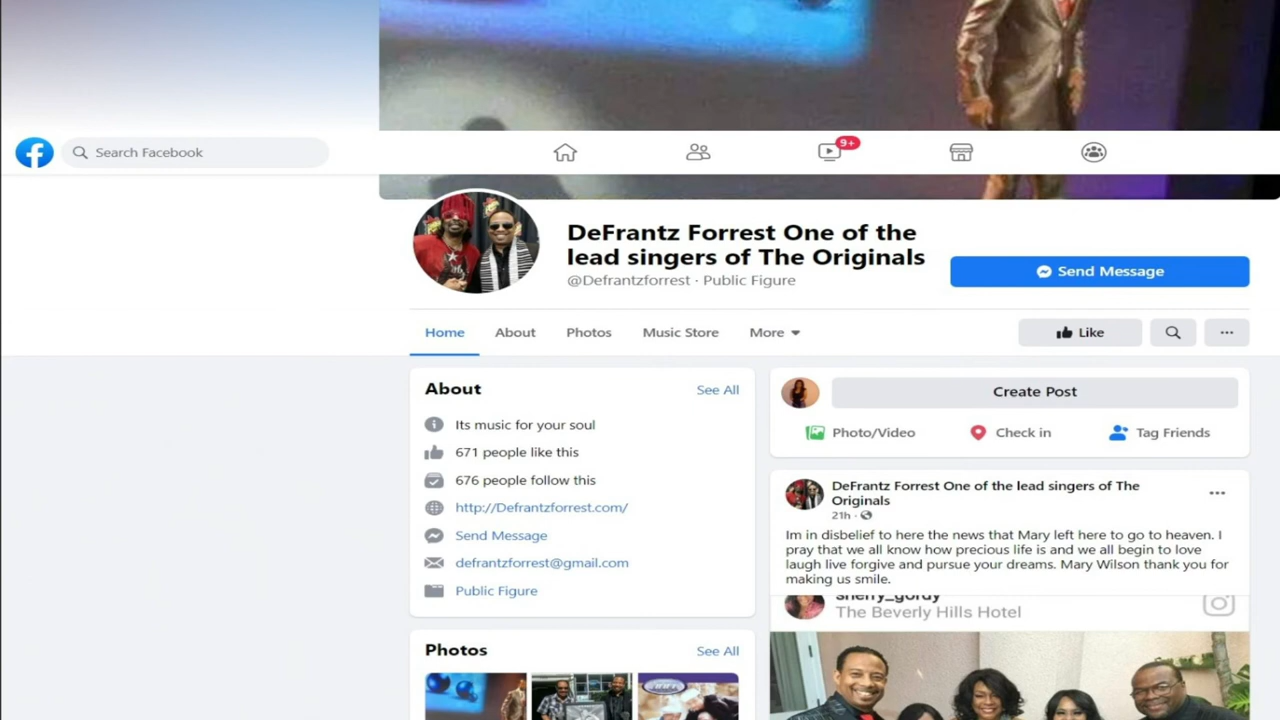 Search Facebook
9+
DeFrantz Forrest One of the
lead singers of The Originals
@Defrantzforrest · Public Figure
Send Message
Home
About
Photos
Music Store
More
Like
About
See All
Its music for your soul
671 people like this
676 people follow this
http://Defrantzforrest.com/
Send Message
defrantzforrest@gmail.com
Public Figure
Photos
See All
Create Post
Photo/Video
Check in
Tag Friends
DeFrantz Forrest One of the lead singers of The
Originals
21h ·
Im in disbelief to here the news that Mary left here to go to heaven. I
pray that we all know how precious life is and we all begin to love
laugh live forgive and pursue your dreams. Mary Wilson thank you for
making us smile.
sherry_gordy
The Beverly Hills Hotel